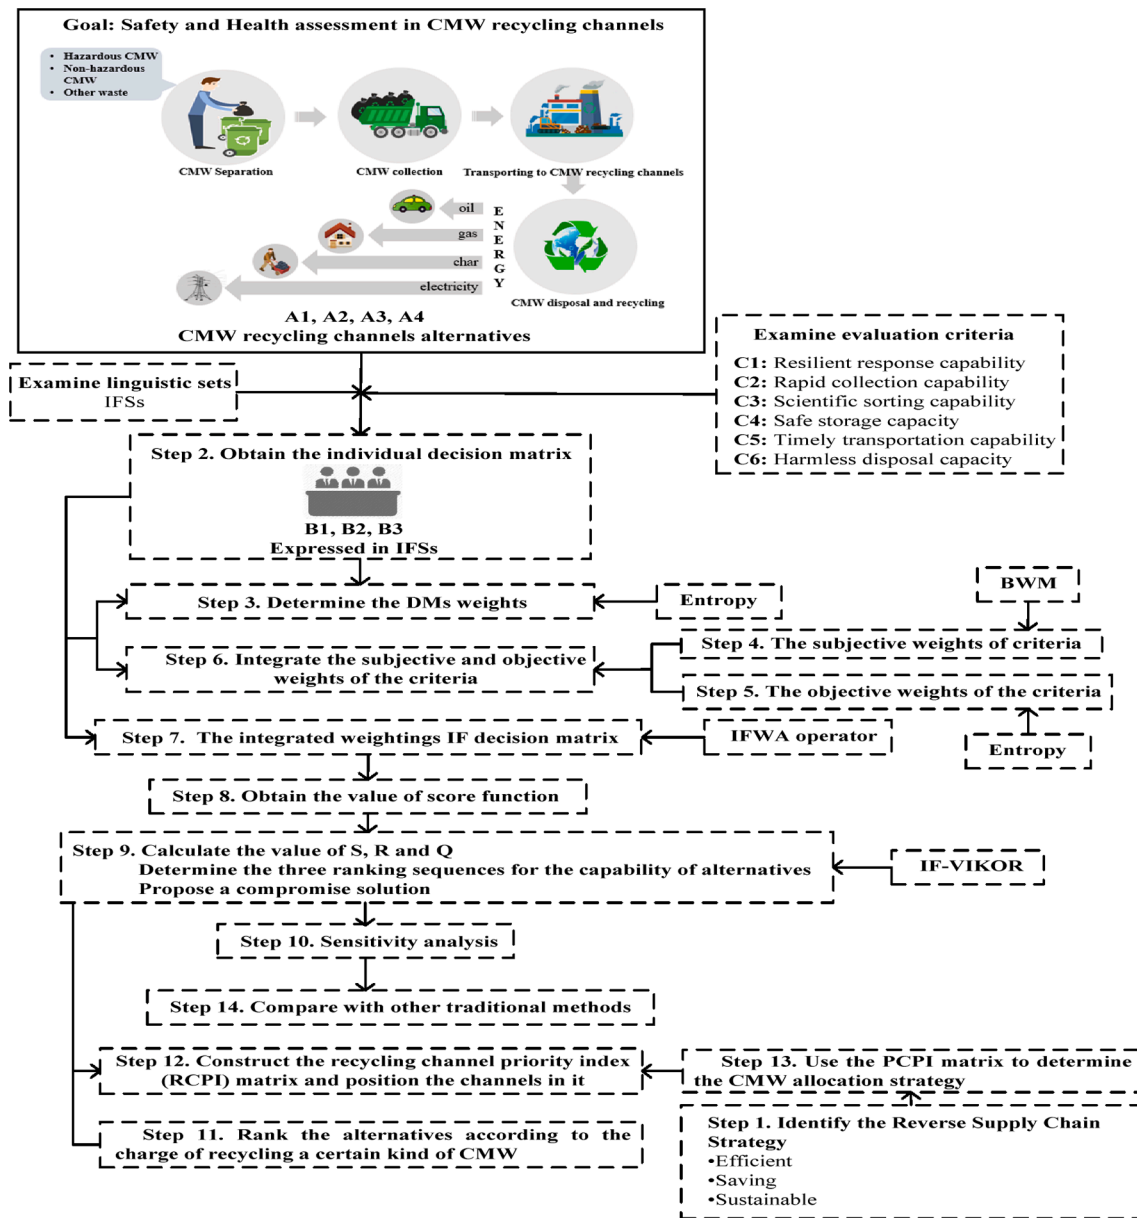 Goal: Safety and Health assessment in CMW recycling channels
• Hazardous CMW
• Non-hazardous
CMW
• Other waste
CMW Separation
CMW collection
Transporting to CMW recycling channels
oil
gas
char
electricity
ENERGY
CMW disposal and recycling
A1, A2, A3, A4
CMW recycling channels alternatives
Examine linguistic sets
IFSs
Examine evaluation criteria
C1: Resilient response capability
C2: Rapid collection capability
C3: Scientific sorting capability
C4: Safe storage capacity
C5: Timely transportation capability
C6: Harmless disposal capacity
Step 2. Obtain the individual decision matrix
B1, B2, B3
Expressed in IFSs
Step 3. Determine the DMs weights
Entropy
BWM
Step 4. The subjective weights of criteria
Step 6. Integrate the subjective and objective
weights of the criteria
Step 5. The objective weights of the criteria
Step 7. The integrated weightings IF decision matrix
IFWA operator
Entropy
Step 8. Obtain the value of score function
Step 9. Calculate the value of S, R and Q
Determine the three ranking sequences for the capability of alternatives
Propose a compromise solution
IF-VIKOR
Step 10. Sensitivity analysis
Step 14. Compare with other traditional methods
Step 12. Construct the recycling channel priority index
(RCPI) matrix and position the channels in it
Step 13. Use the PCPI matrix to determine
the CMW allocation strategy
Step 11. Rank the alternatives according to the
charge of recycling a certain kind of CMW
Step 1. Identify the Reverse Supply Chain
Strategy
•Efficient
•Saving
•Sustainable